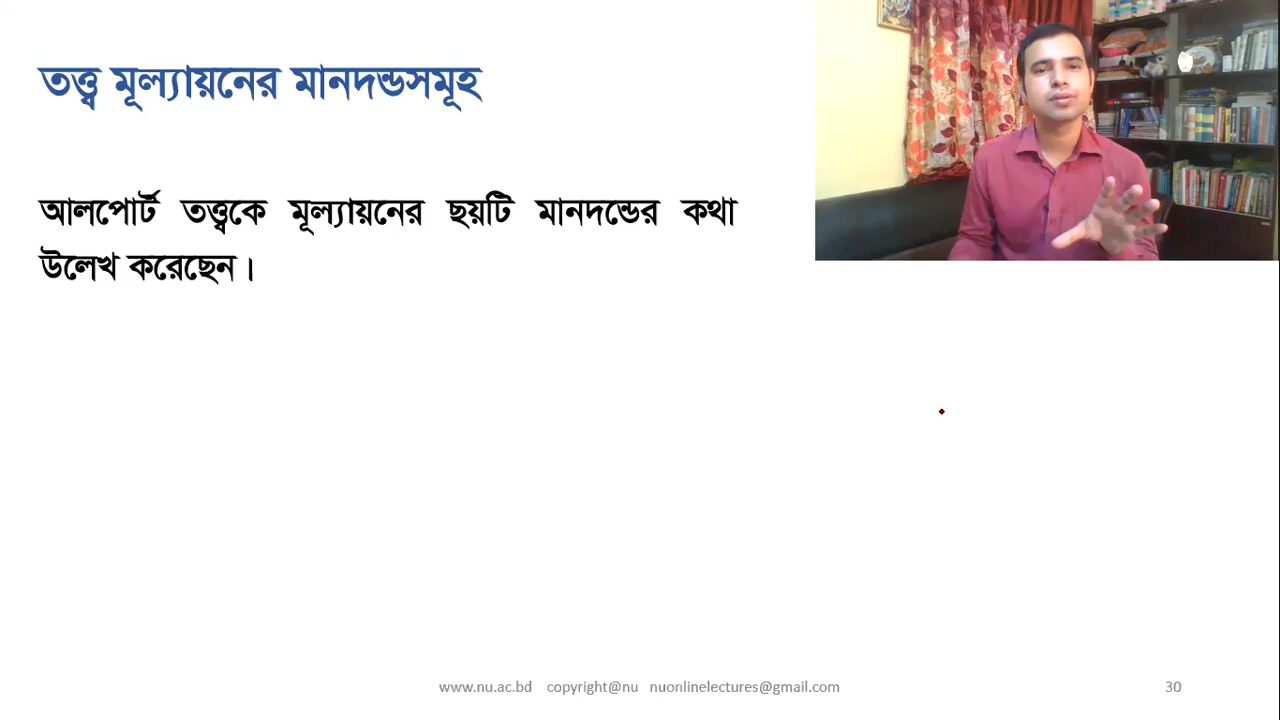 তত্ত্ব মূল্যায়নের মানদন্ডসমূহ
আলপোর্ট তত্ত্বকে মূল্যায়নের ছয়টি মানদন্ডের কথা
উলেখ করেছেন।
www.nu.ac.bd copyright@nu nuonlinelectures@gmail.com 30